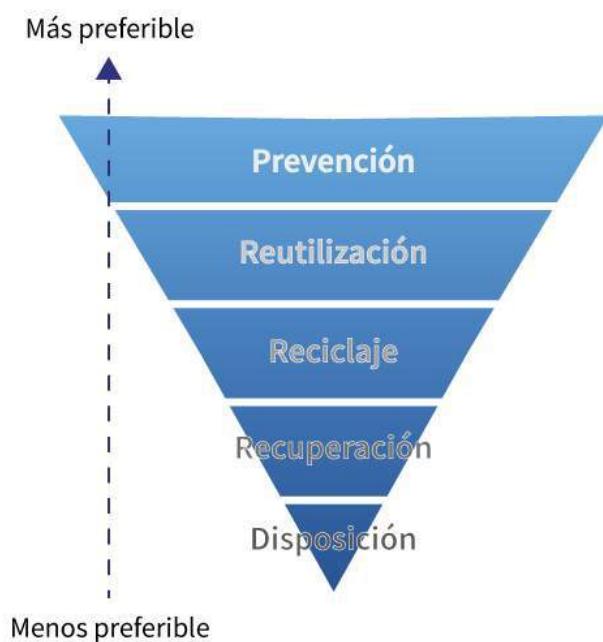 Más preferible
Prevención
Reutilización
Reciclaje
Recuperación
Disposición
Menos preferible